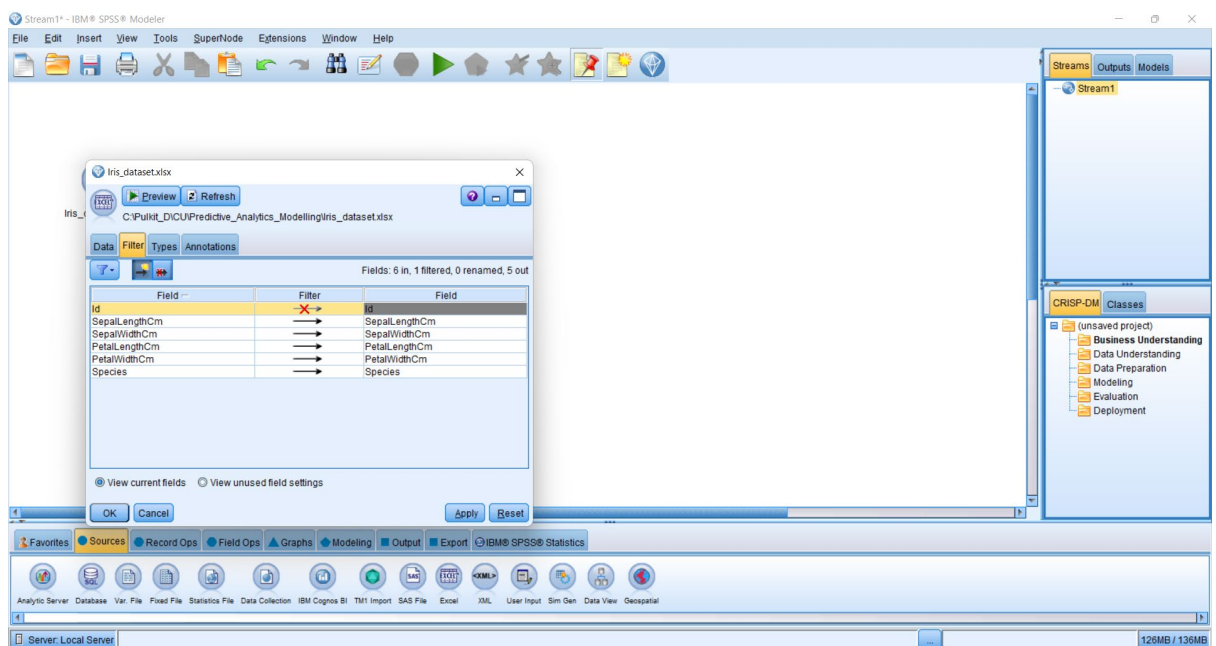 Stream1* - IBM® SPSS® Modeler
File Edit Insert View Tools SuperNode Extensions Window Help
Streams Outputs Models
Stream1
Iris_dataset.xlsx
Preview Refresh
Iris_
C:\Pulkit_D\CU\Predictive_Analytics_Modelling\Iris_dataset.xlsx
Data Filter Types Annotations
Fields: 6 in, 1 filtered, 0 renamed, 5 out
Field Filter Field
Id Id
SepalLengthCm SepalLengthCm
SepalWidthCm SepalWidthCm
PetalLengthCm PetalLengthCm
PetalWidthCm PetalWidthCm
Species Species
View current fields View unused field settings
OK Cancel Apply Reset
CRISP-DM Classes
(unsaved project)
Business Understanding
Data Understanding
Data Preparation
Modeling
Evaluation
Deployment
Favorites Sources Record Ops Field Ops Graphs Modeling Output Export IBM® SPSS® Statistics
SQL SAS <XML>
Analytic Server Database Var. File Fixed File Statistics File Data Collection IBM Cognos BI TM1 Import SAS File Excel XML User Input Sim Gen Data View Geospatial
Server: Local Server ... 126MB / 136MB